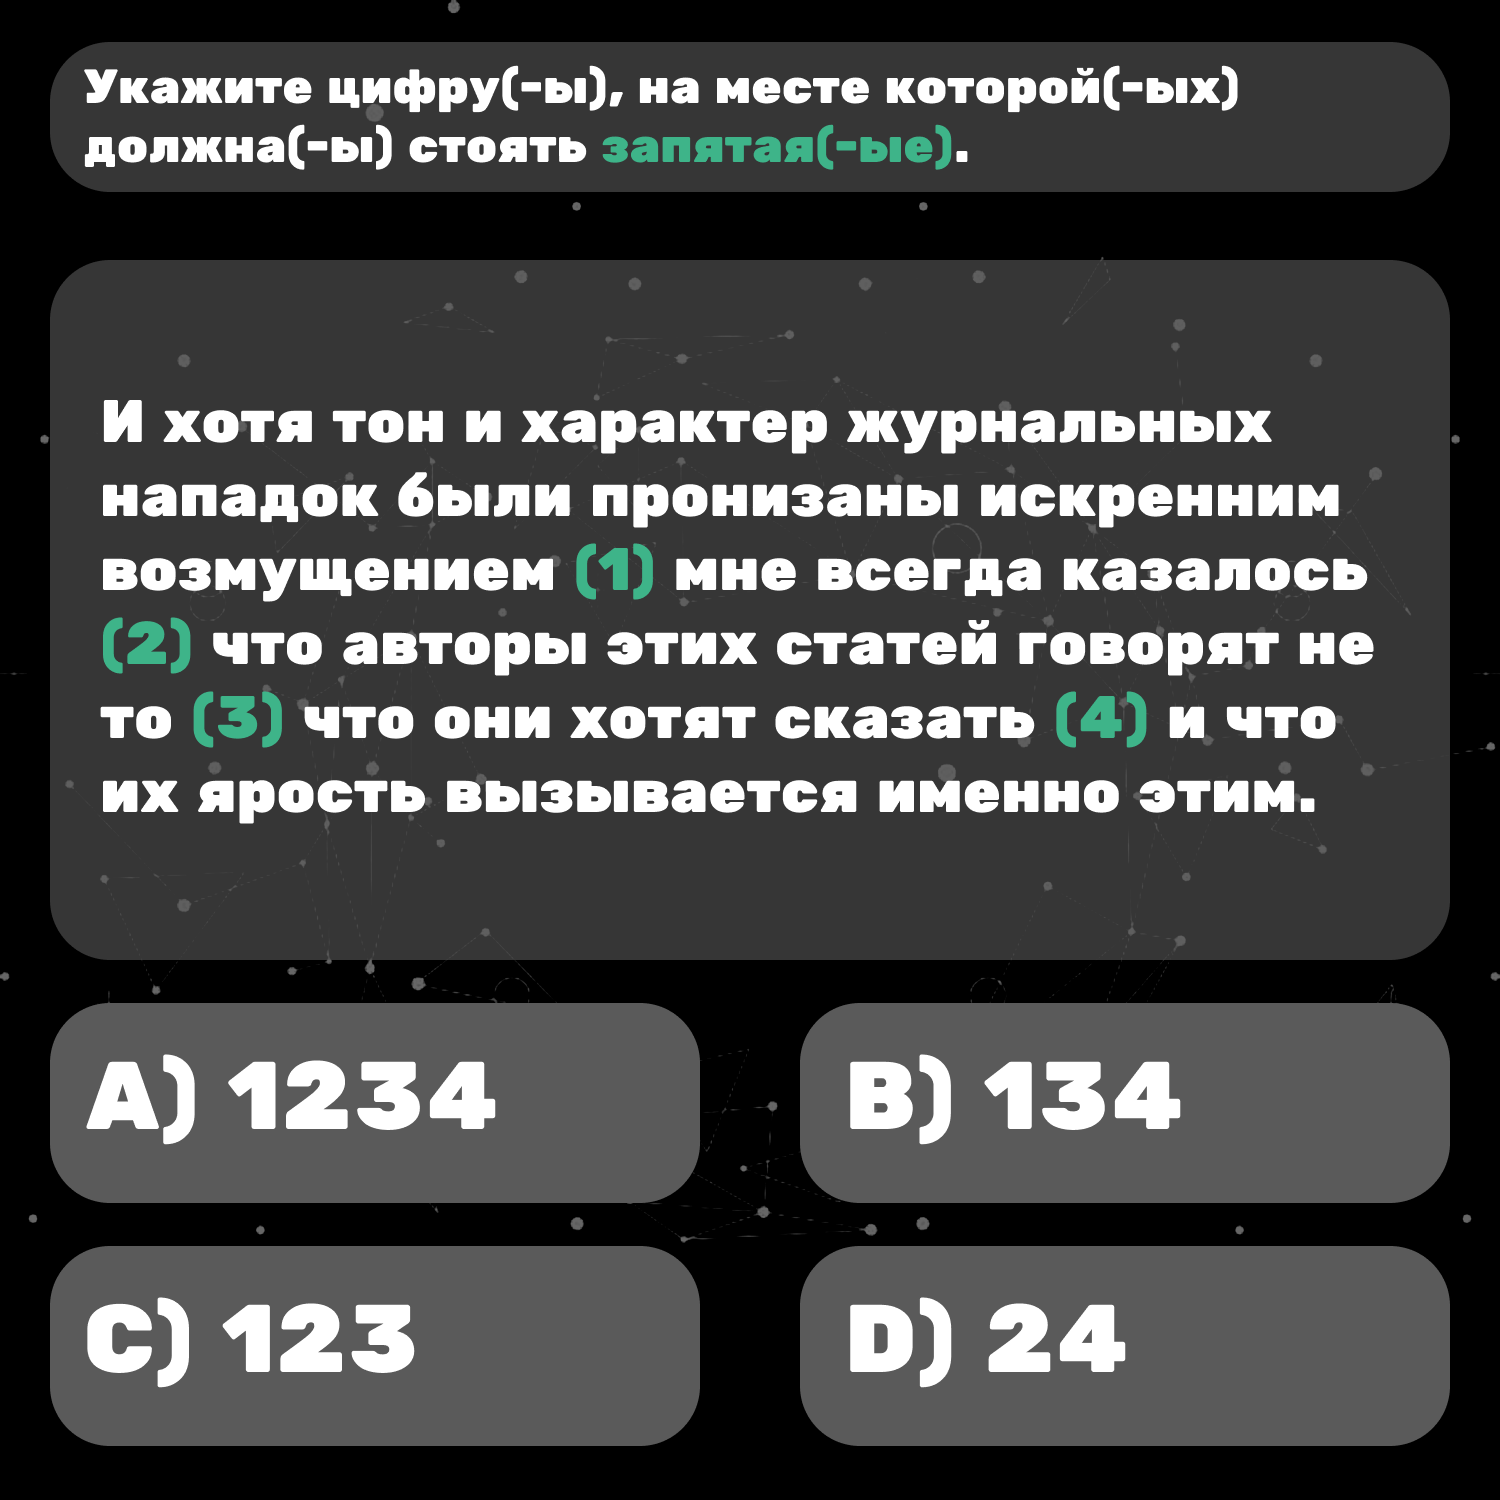 Укажите цифру(-ы), на месте которой(-ых)
должна(-ы) стоять запятая(-ые).
И хотя тон и характер журнальных
нападок были пронизаны искренним
возмущением (1) мне всегда казалось
(2) что авторы этих статей говорят не
то (3) что они хотят сказать (4) и что
их ярость вызывается именно этим.
A) 1234
B) 134
C) 123
D) 24